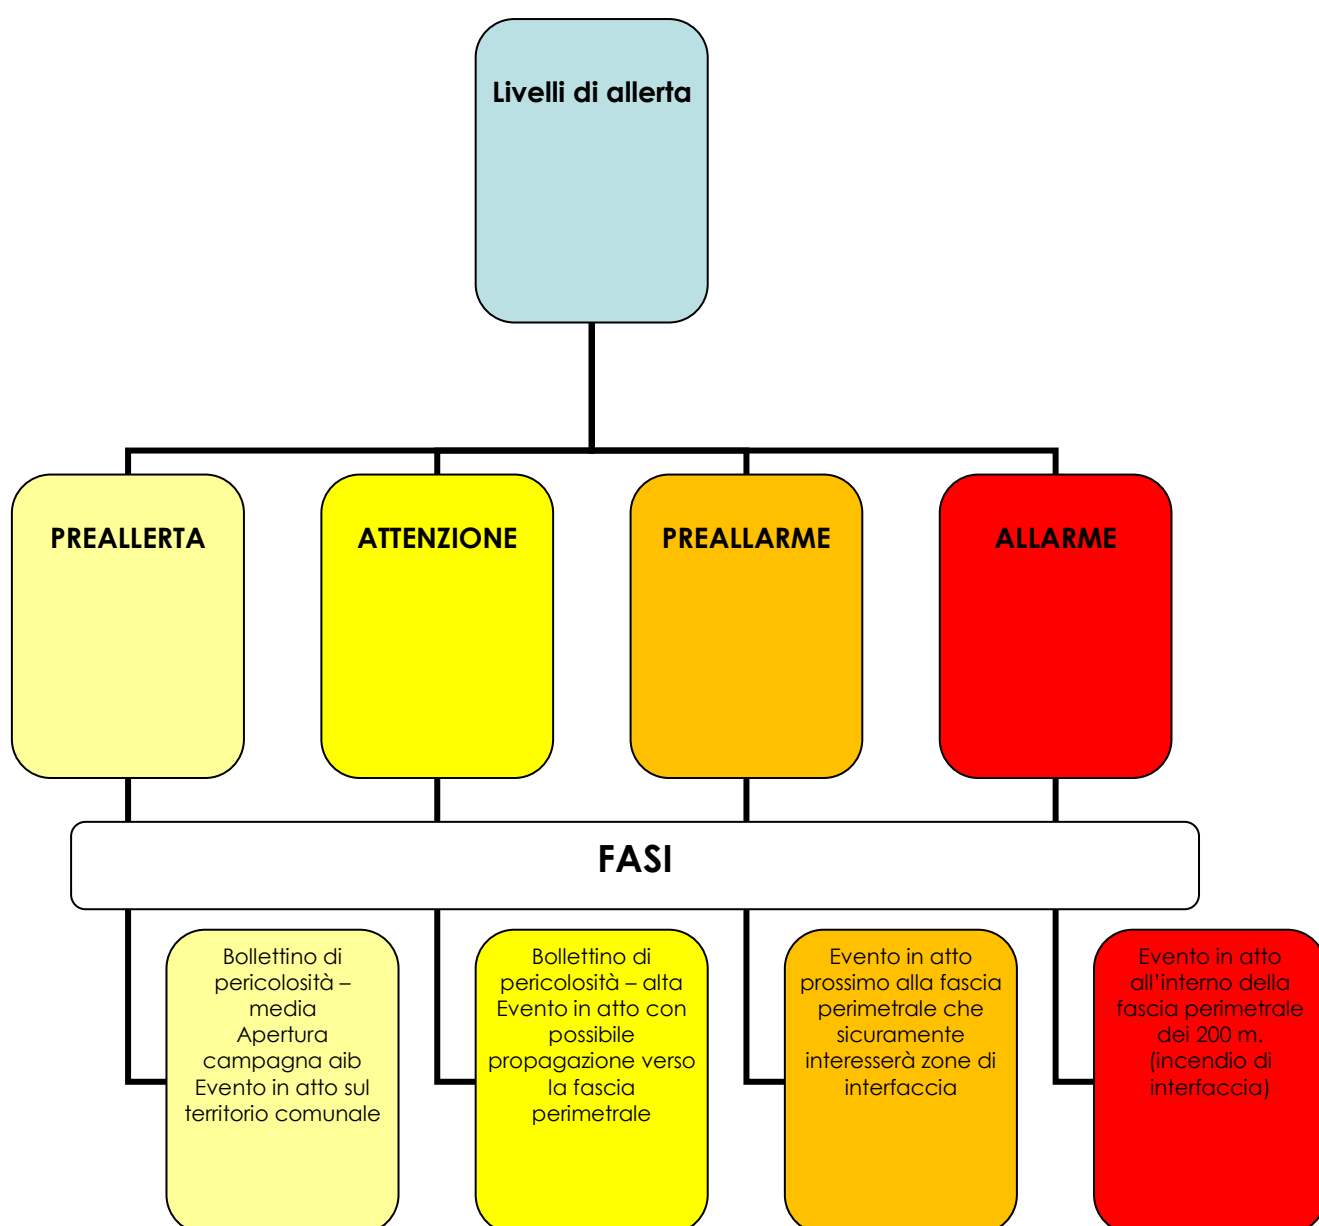 Livelli di allerta
PREALLERTA
ATTENZIONE
PREALLARME
ALLARME
FASI
Bollettino di
pericolosità –
media
Apertura
campagna aib
Evento in atto sul
territorio comunale
Bollettino di
pericolosità – alta
Evento in atto con
possibile
propagazione verso
la fascia
perimetrale
Evento in atto
prossimo alla fascia
perimetrale che
sicuramente
interesserà zone di
interfaccia
Evento in atto
all'interno della
fascia perimetrale
dei 200 m.
(incendio di
interfaccia)